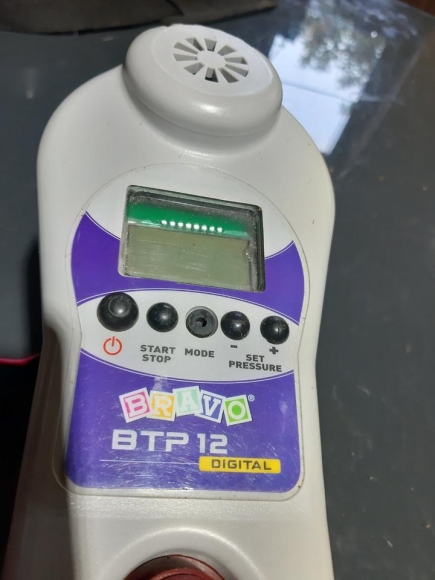 START STOP
MODE
- +
SET PRESSURE
BRAVO®
BTP 12
DIGITAL